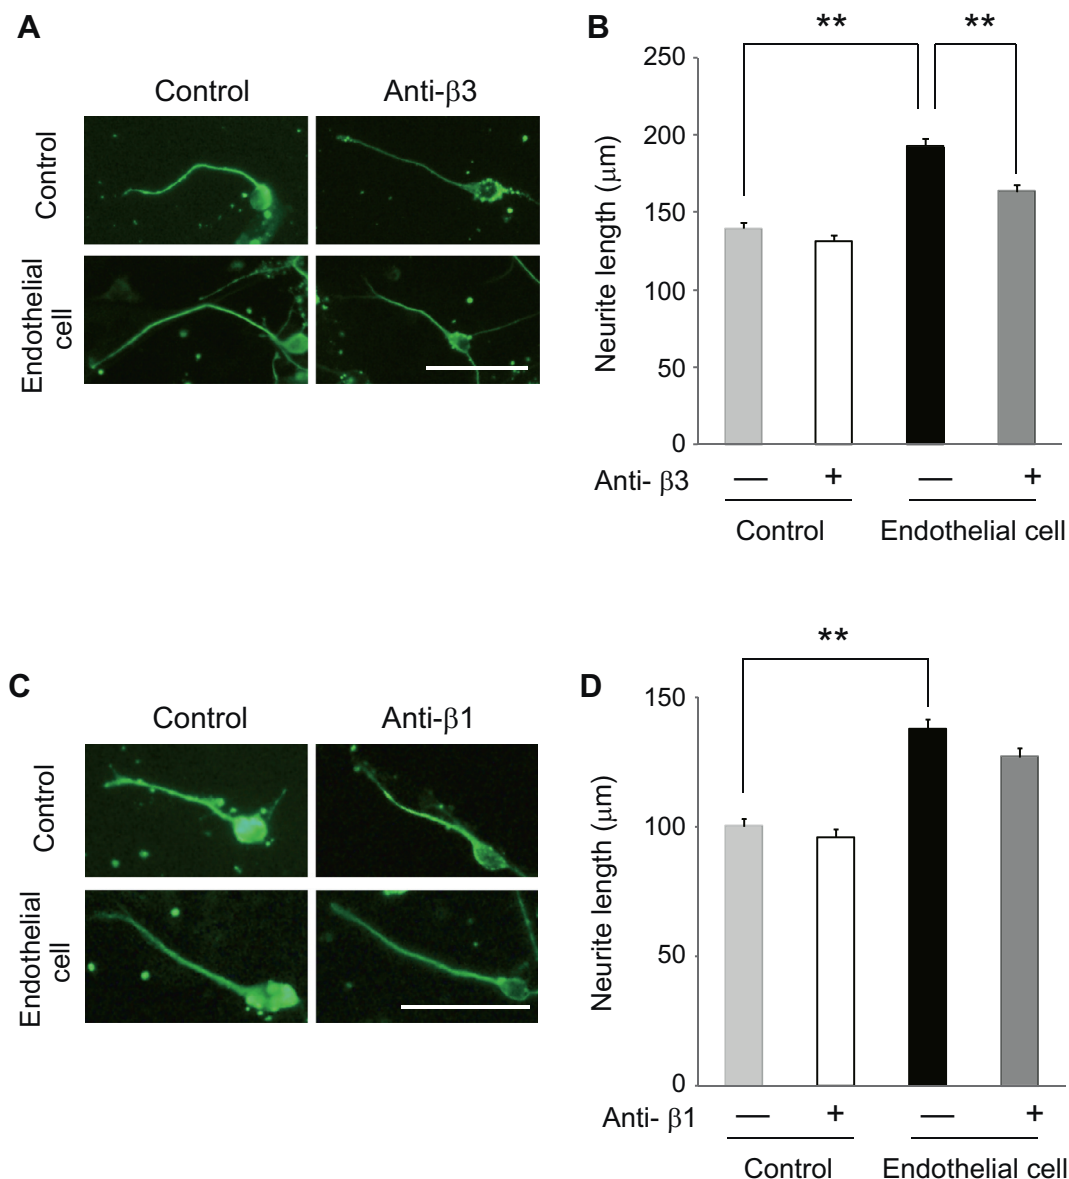 A
Control
Anti-β3
Control
Endothelial
cell
B
**
**
Neurite length (μm)
250
200
150
100
50
0
Anti- β3
—
+
—
+
Control
Endothelial cell
C
Control
Anti-β1
Control
Endothelial
cell
D
**
Neurite length (μm)
150
100
50
0
Anti- β1
—
+
—
+
Control
Endothelial cell